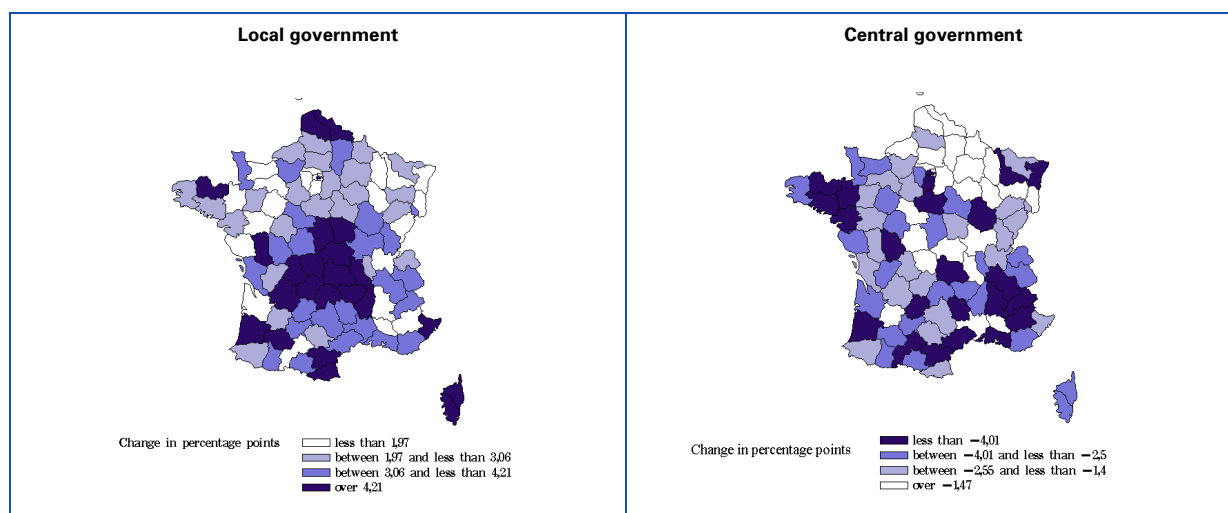 Local government
Central government
Change in percentage points
less than 1,97
between 1,97 and less than 3,06
between 3,06 and less than 4,21
over 4,21
Change in percentage points
less than −4,01
between −4,01 and less than −2,5
between −2,55 and less than −1,4
over −1,47